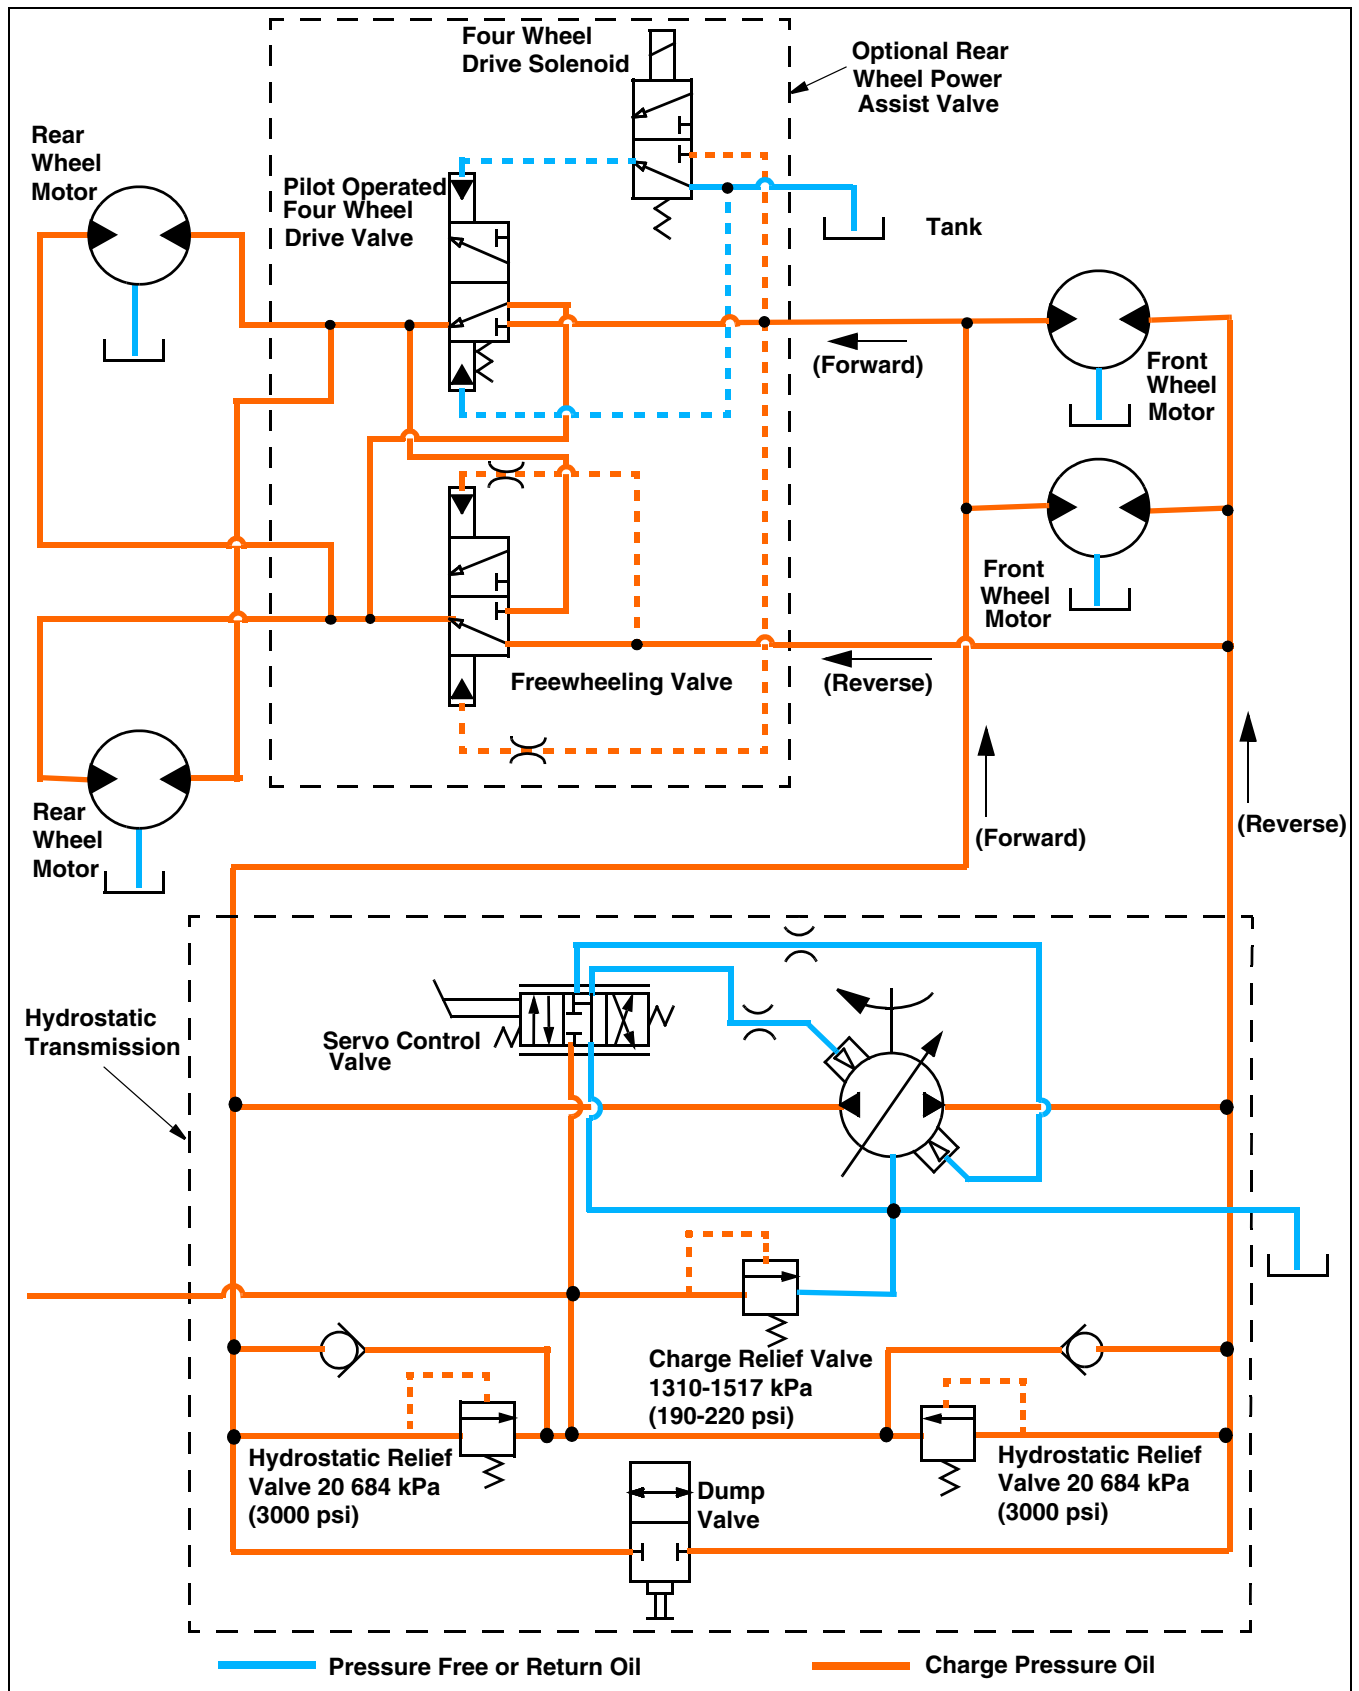 Four Wheel
Drive Solenoid
Optional Rear
Wheel Power
Assist Valve
Rear
Wheel
Motor
Pilot Operated
Four Wheel
Drive Valve
Tank
(Forward)
Front
Wheel
Motor
Front
Wheel
Motor
Freewheeling Valve
(Reverse)
Rear
Wheel
Motor
(Forward)
(Reverse)
Hydrostatic
Transmission
Servo Control
Valve
Charge Relief Valve
1310-1517 kPa
(190-220 psi)
Hydrostatic Relief
Valve 20 684 kPa
(3000 psi)
Dump
Valve
Hydrostatic Relief
Valve 20 684 kPa
(3000 psi)
Pressure Free or Return Oil
Charge Pressure Oil